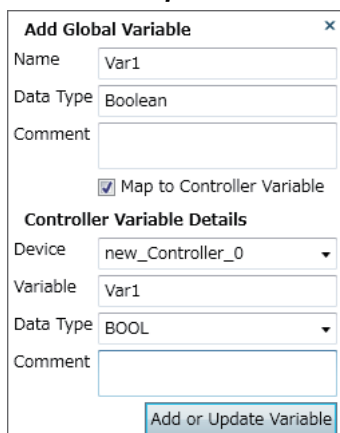 Add Global Variable ×
Name Var1
Data Type Boolean
Comment
Map to Controller Variable
Controller Variable Details
Device new_Controller_0
Variable Var1
Data Type BOOL
Comment
Add or Update Variable